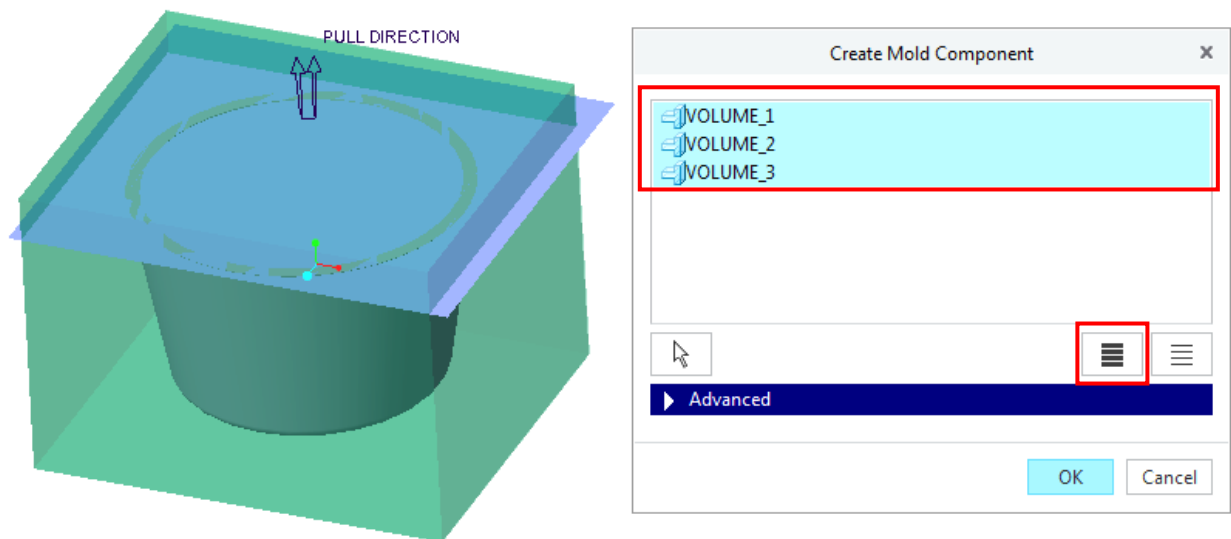 PULL DIRECTION
Create Mold Component
VOLUME_1
VOLUME_2
VOLUME_3
Advanced
OK Cancel